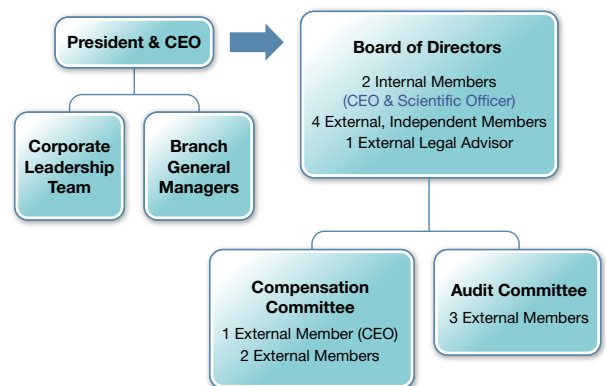 President & CEO
Corporate
Leadership
Team
Branch
General
Managers
Board of Directors
2 Internal Members
(CEO & Scientific Officer)
4 External, Independent Members
1 External Legal Advisor
Compensation
Committee
1 External Member (CEO)
2 External Members
Audit Committee
3 External Members